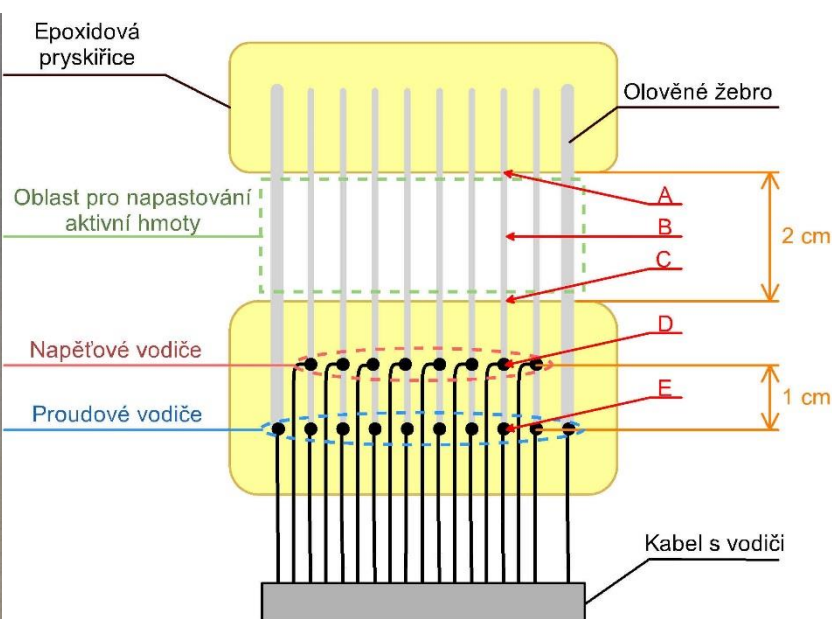 Epoxidová
pryskiřice
Olověné žebro
Oblast pro napastování
aktivní hmoty
A
B
C
2 cm
Napěťové vodiče
D
Proudové vodiče
E
1 cm
Kabel s vodiči